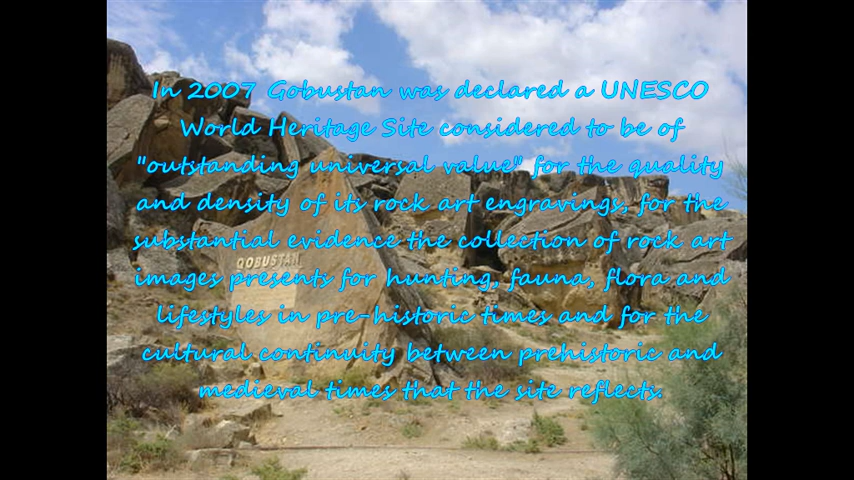 In 2007 Gobustan was declared a UNESCO
World Heritage Site considered to be of
"outstanding universal value" for the quality
and density of its rock art engravings, for the
substantial evidence the collection of rock art
images presents for hunting, fauna, flora and
lifestyles in pre-historic times and for the
cultural continuity between prehistoric and
medieval times that the site reflects.
QOBUSTAN